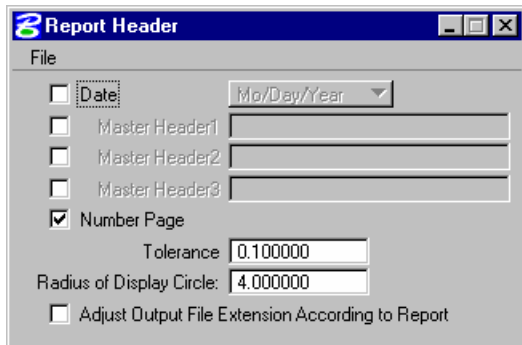 Report Header
File
Date Mo/Day/Year
Master Header1
Master Header2
Master Header3
Number Page
Tolerance 0.100000
Radius of Display Circle: 4.000000
Adjust Output File Extension According to Report